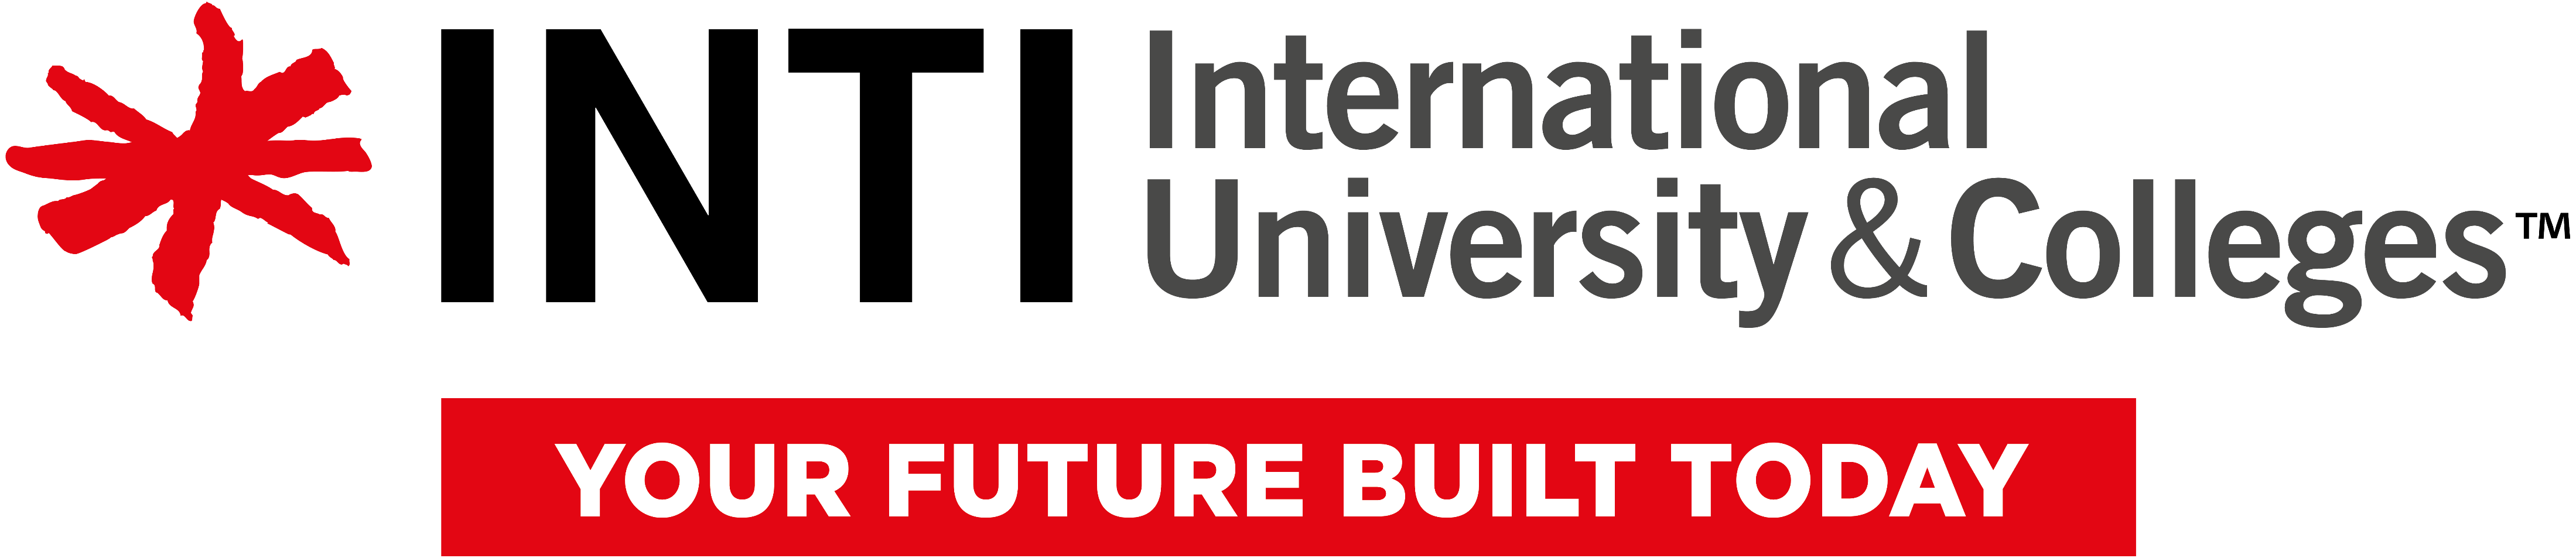 INTI International
University & Colleges™
YOUR FUTURE BUILT TODAY